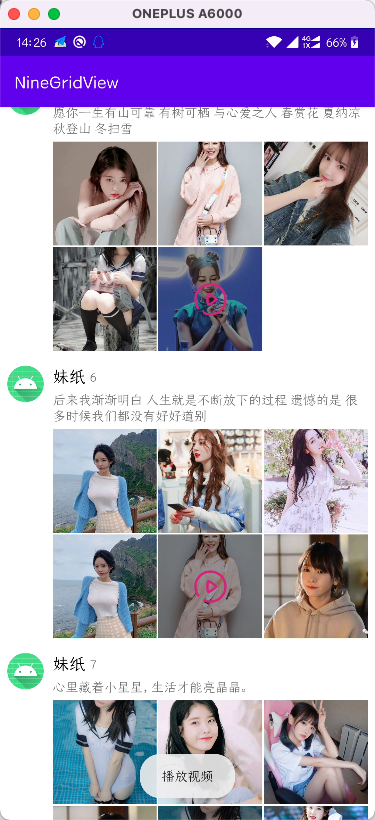 ONEPLUS A6000
14:26
4G
1X
66%
NineGridView
愿你一生有山可靠 有树可栖 与心爱之人 春赏花 夏纳凉
秋登山 冬扫雪
妹纸 6
后来我渐渐明白 人生就是不断放下的过程 遗憾的是 很
多时候我们都没有好好道别
妹纸 7
心里藏着小星星, 生活才能亮晶晶。
播放视频